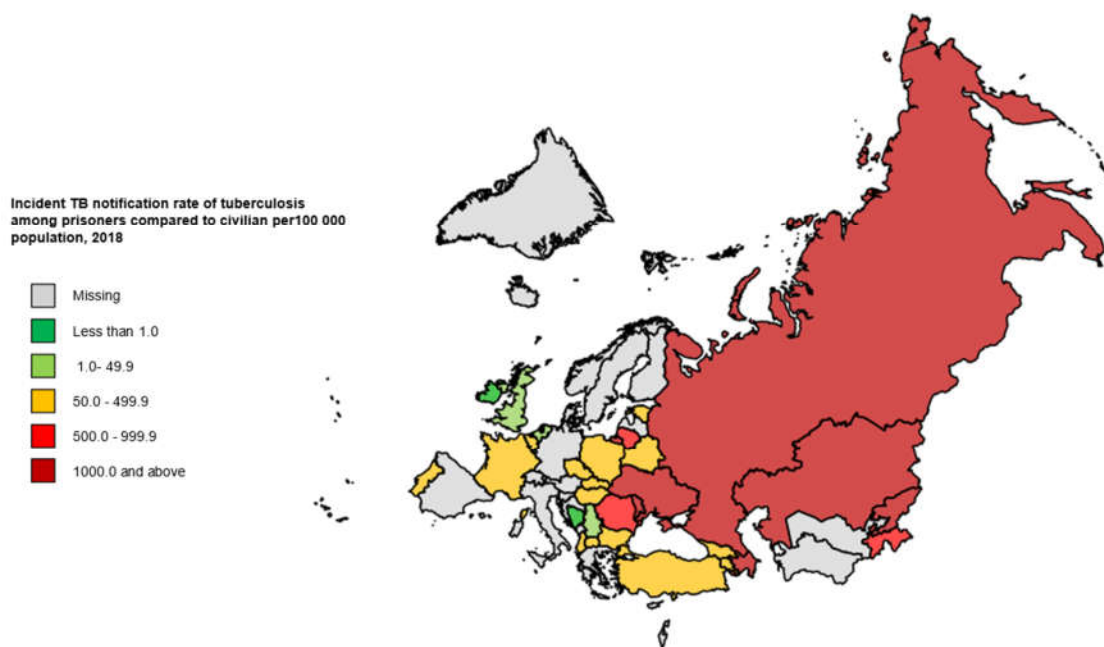 Incident TB notification rate of tuberculosis
among prisoners compared to civilian per100 000
population, 2018
Missing
Less than 1.0
1.0- 49.9
50.0 - 499.9
500.0 - 999.9
1000.0 and above